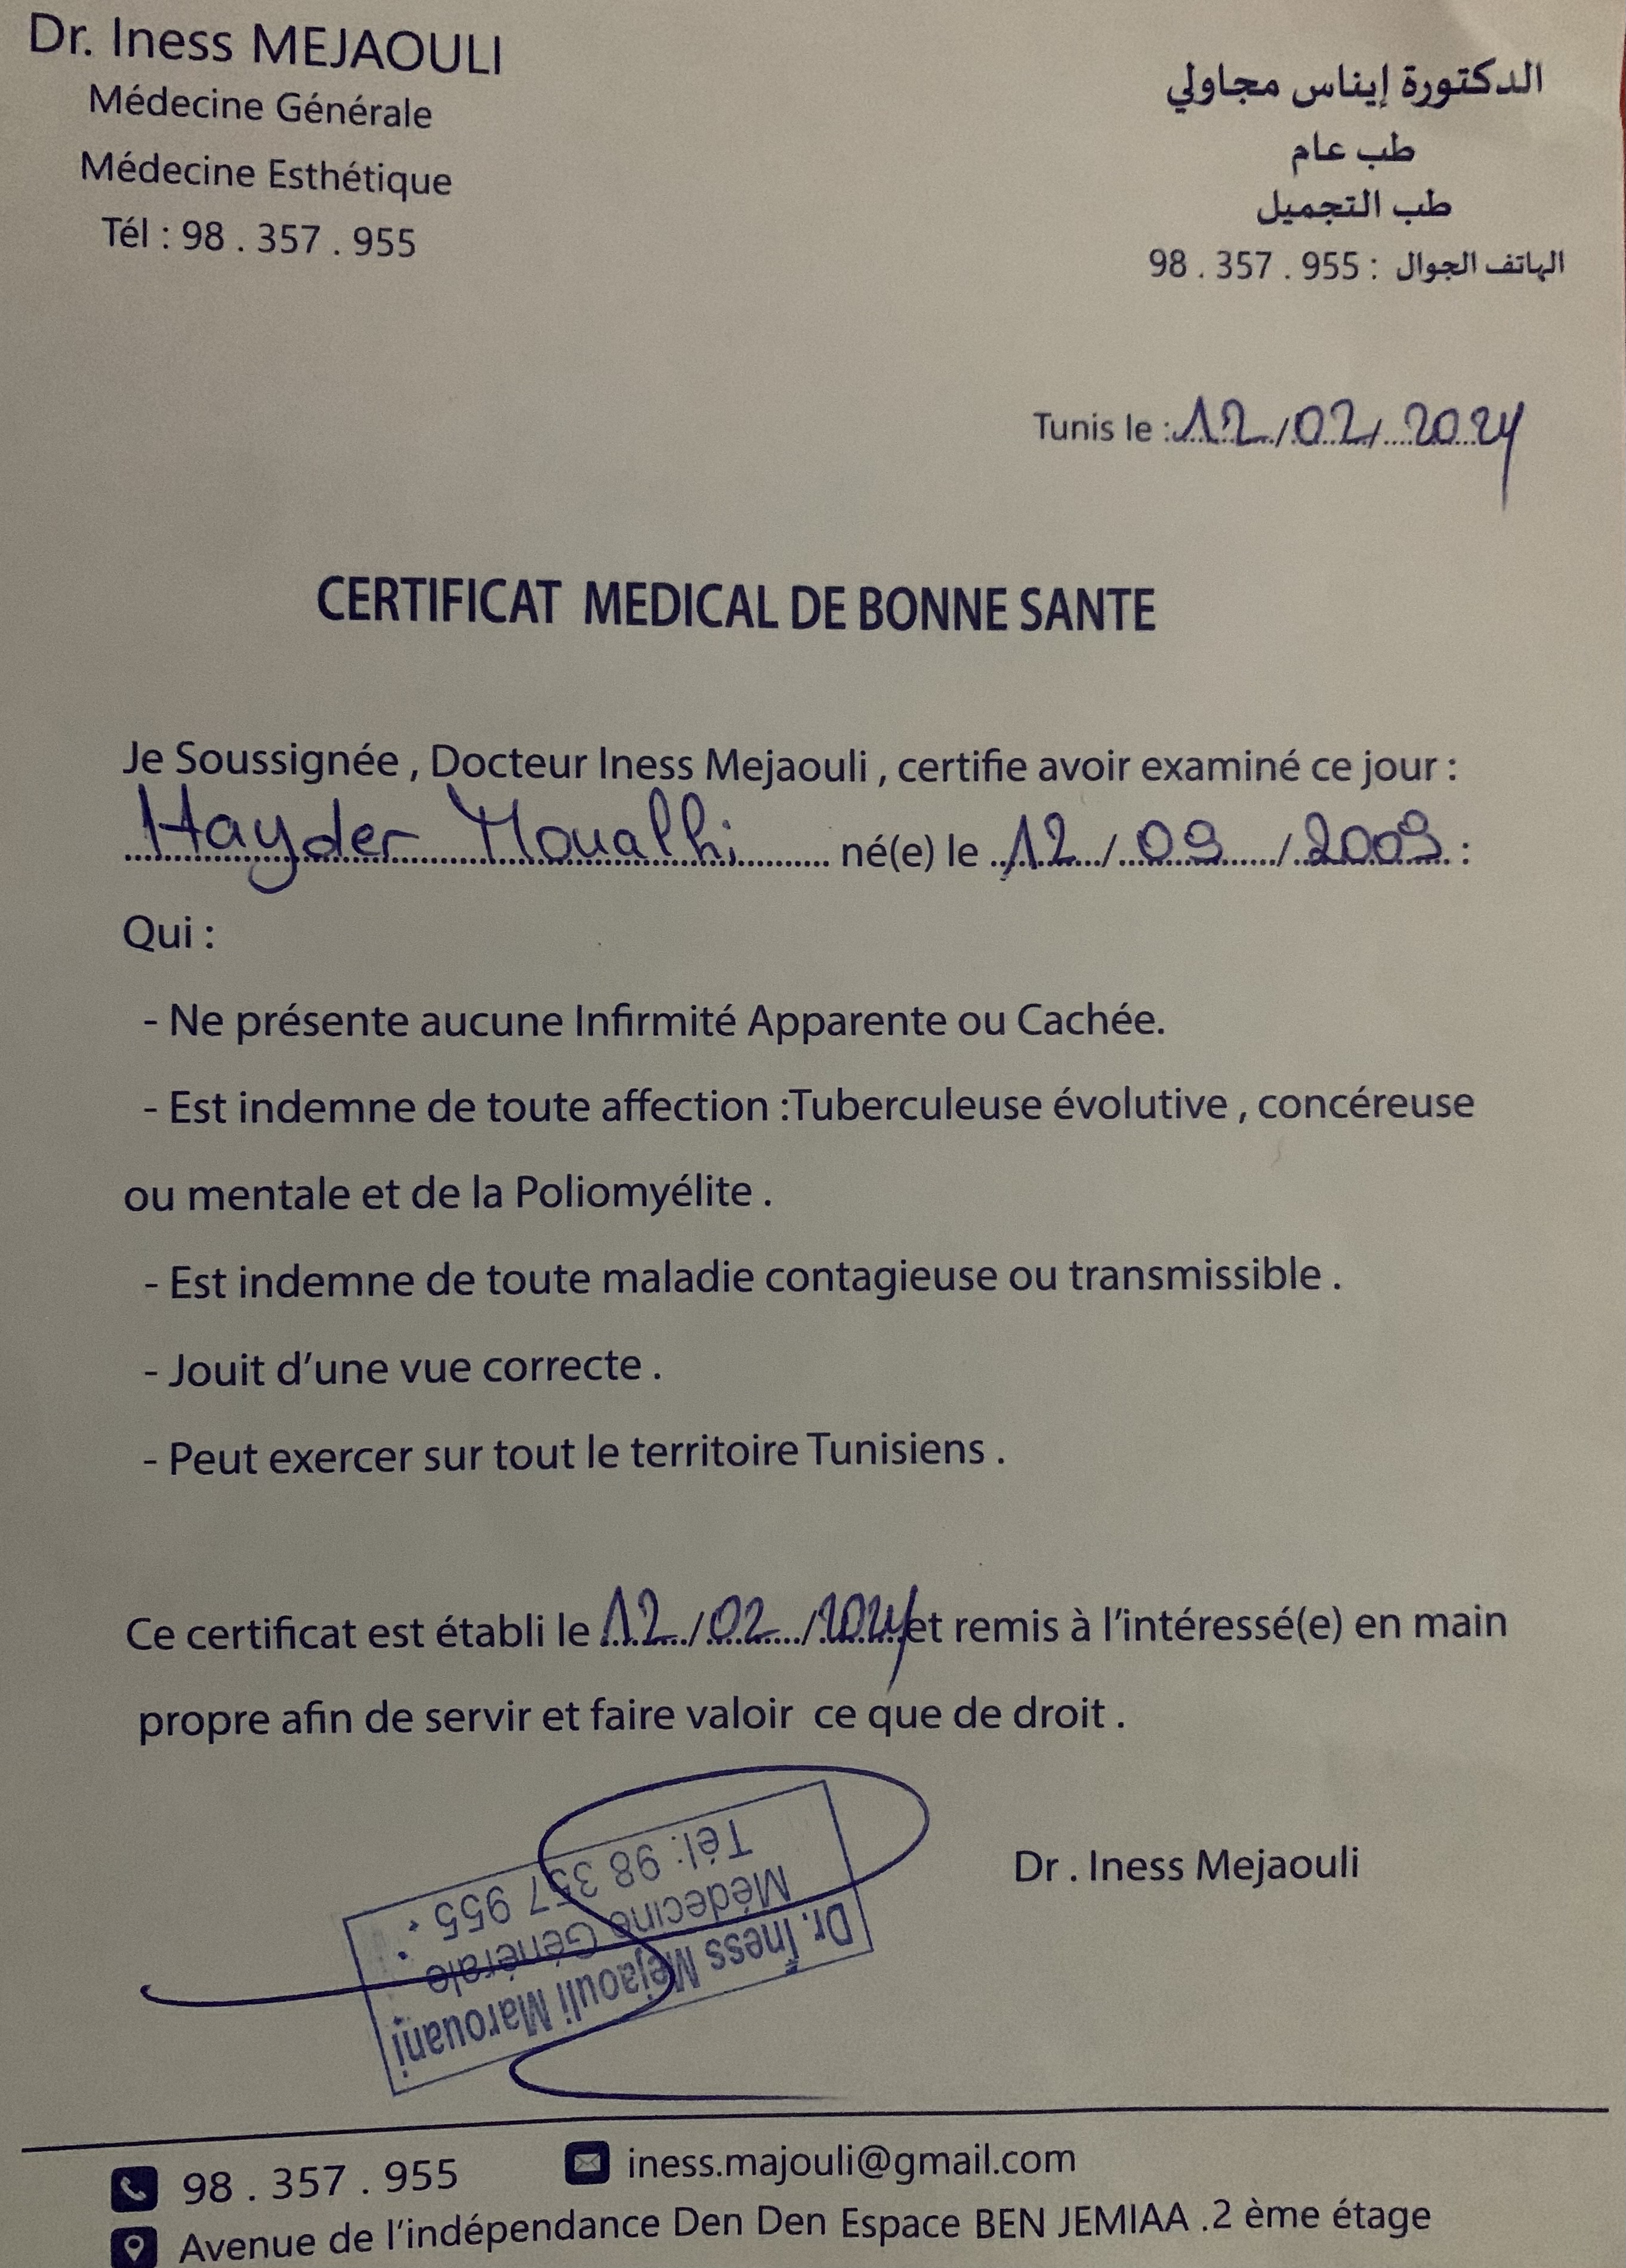 Dr. Iness MEJAOULI
Médecine Générale
Médecine Esthétique
Tél : 98 . 357 . 955
الدكتورة إيناس مجاولي
طب عام
طب التجميل
الهاتف الجوال : 98 . 357 . 955
Tunis le : 12 / 02 / 2024
CERTIFICAT MEDICAL DE BONNE SANTE
Je Soussignée , Docteur Iness Mejaouli , certifie avoir examiné ce jour :
Hayder Moualhi né(e) le 12 / 09 / 2009 :
Qui :
- Ne présente aucune Infirmité Apparente ou Cachée.
- Est indemne de toute affection :Tuberculeuse évolutive , concéreuse
ou mentale et de la Poliomyélite .
- Est indemne de toute maladie contagieuse ou transmissible .
- Jouit d'une vue correcte .
- Peut exercer sur tout le territoire Tunisiens .
Ce certificat est établi le 12 / 02 / 2024 et remis à l'intéressé(e) en main
propre afin de servir et faire valoir ce que de droit .
Dr . Iness Mejaouli
Dr. Iness Mejaouli Marouani
Médecine Générale
Tél: 98 357 955
98 . 357 . 955
iness.majouli@gmail.com
Avenue de l'indépendance Den Den Espace BEN JEMIAA .2 ème étage